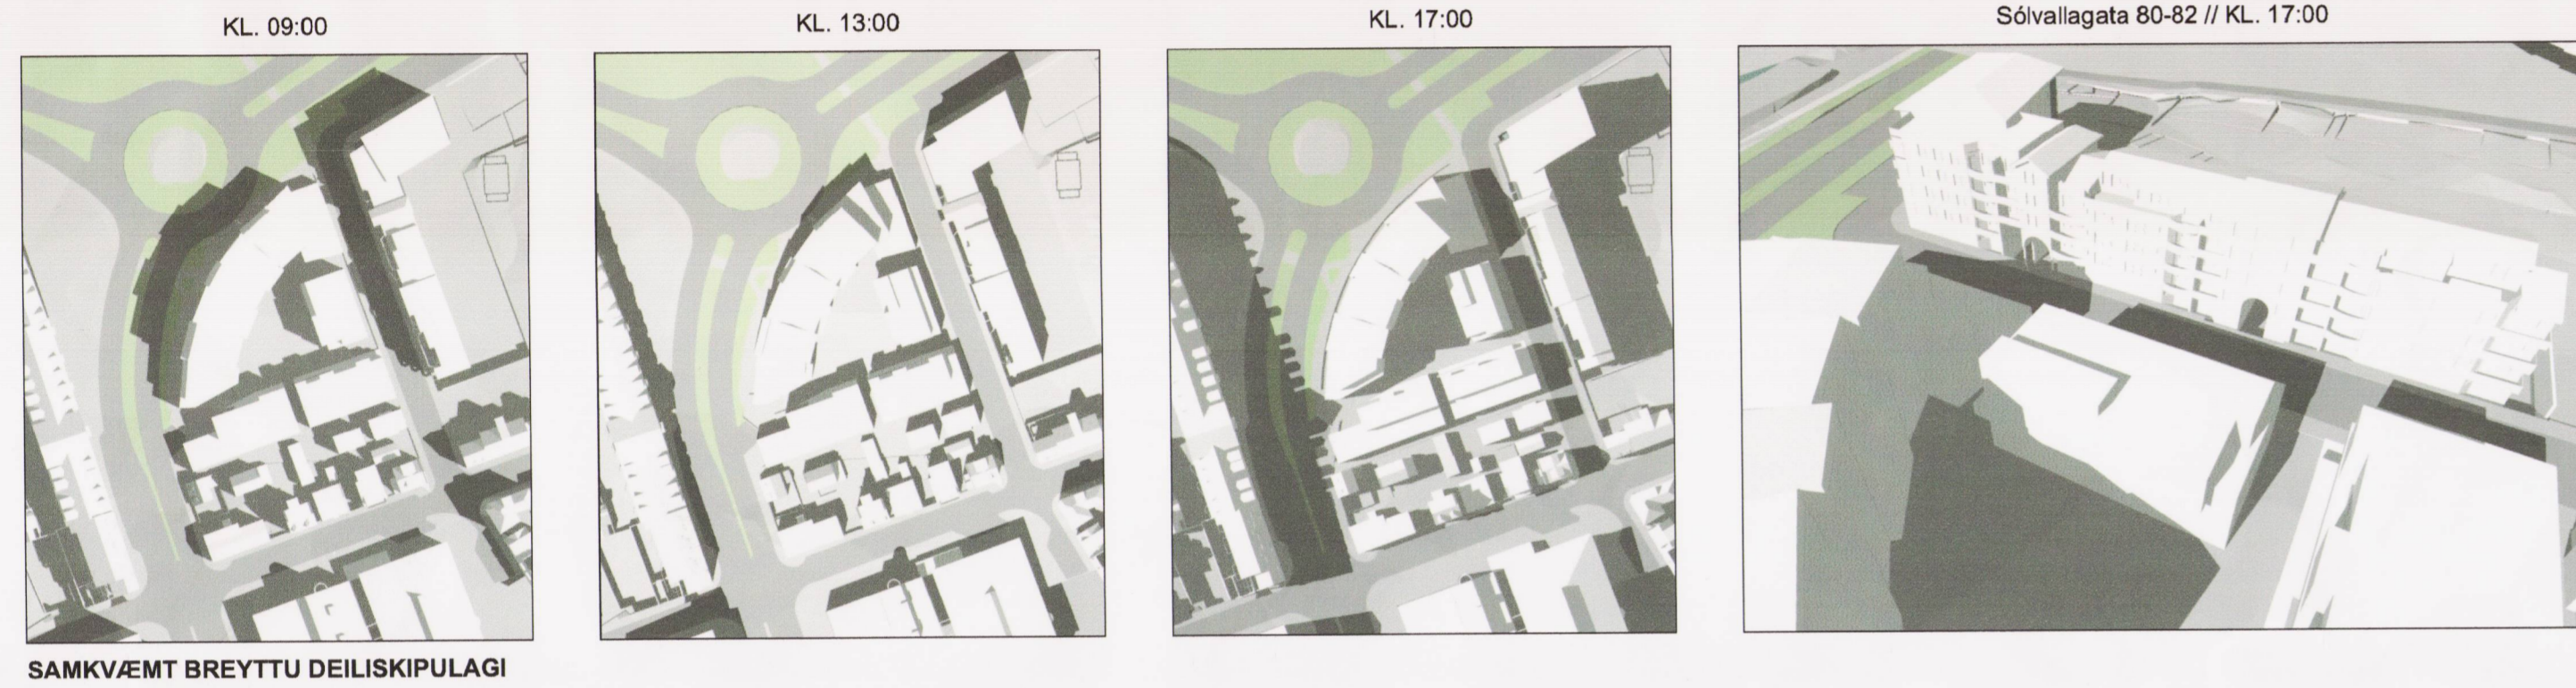 KL. 09:00
KL. 13:00
KL. 17:00
Sólvallagata 80-82 // KL. 17:00
SAMKVÆMT BREYTTU DEILISKIPULAGI